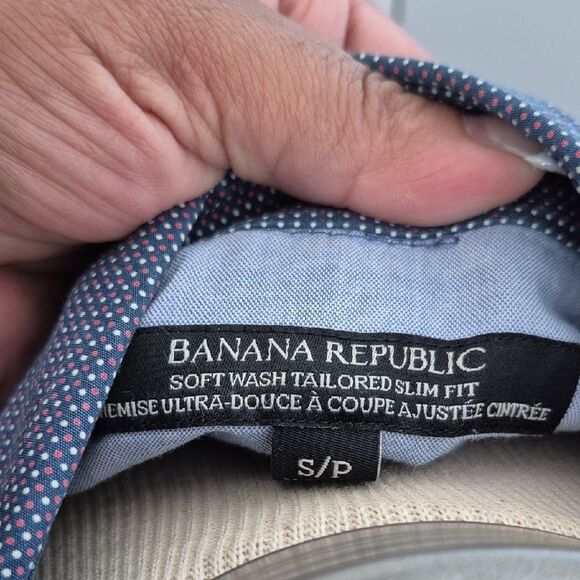 BANANA REPUBLIC
SOFT WASH TAILORED SLIM FIT
HEMISE ULTRA-DOUCE À COUPE AJUSTÉE CINTRÉE
S/P